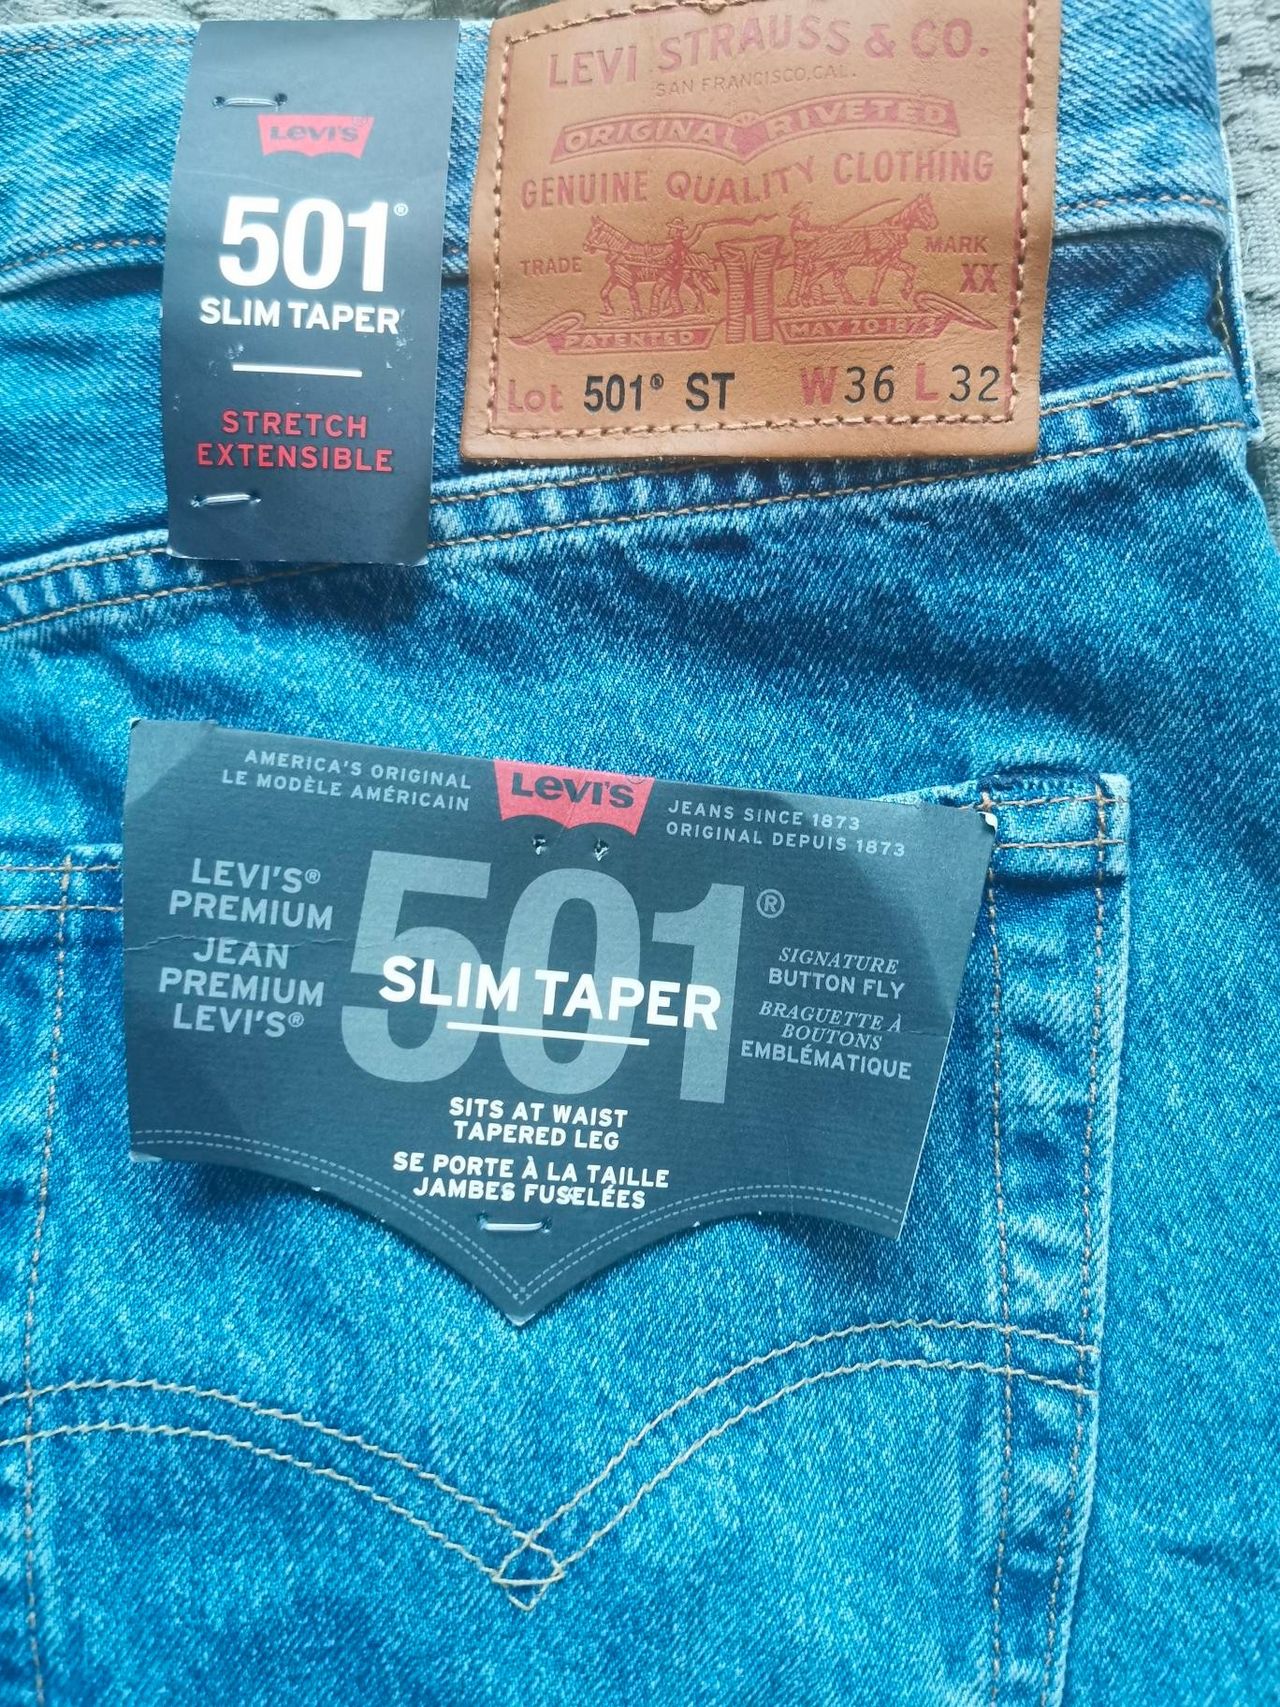 Levi's®
501®
SLIM TAPER
STRETCH
EXTENSIBLE
LEVI STRAUSS & CO.
SAN FRANCISCO, CAL.
ORIGINAL RIVETED
GENUINE QUALITY CLOTHING
TRADE MARK
XX
PATENTED MAY 20 1873
Lot 501® ST W36 L32
AMERICA'S ORIGINAL
LE MODÈLE AMÉRICAIN
Levi's®
JEANS SINCE 1873
ORIGINAL DEPUIS 1873
LEVI'S®
PREMIUM
JEAN
PREMIUM
LEVI'S®
501®
SLIM TAPER
SIGNATURE
BUTTON FLY
BRAGUETTE À
BOUTONS
EMBLÉMATIQUE
SITS AT WAIST
TAPERED LEG
SE PORTE À LA TAILLE
JAMBES FUSELÉES